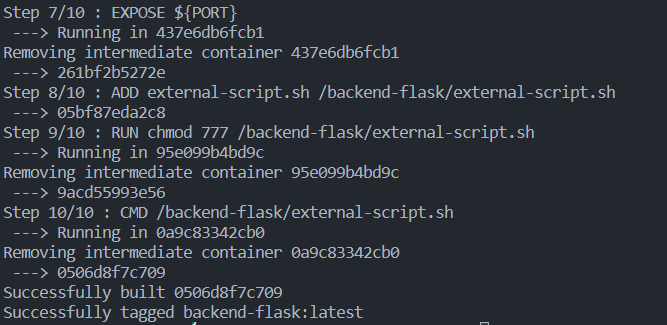 Step 7/10 : EXPOSE ${PORT}
---> Running in 437e6db6fcb1
Removing intermediate container 437e6db6fcb1
---> 261bf2b5272e
Step 8/10 : ADD external-script.sh /backend-flask/external-script.sh
---> 05bf87eda2c8
Step 9/10 : RUN chmod 777 /backend-flask/external-script.sh
---> Running in 95e099b4bd9c
Removing intermediate container 95e099b4bd9c
---> 9acd55993e56
Step 10/10 : CMD /backend-flask/external-script.sh
---> Running in 0a9c83342cb0
Removing intermediate container 0a9c83342cb0
---> 0506d8f7c709
Successfully built 0506d8f7c709
Successfully tagged backend-flask:latest